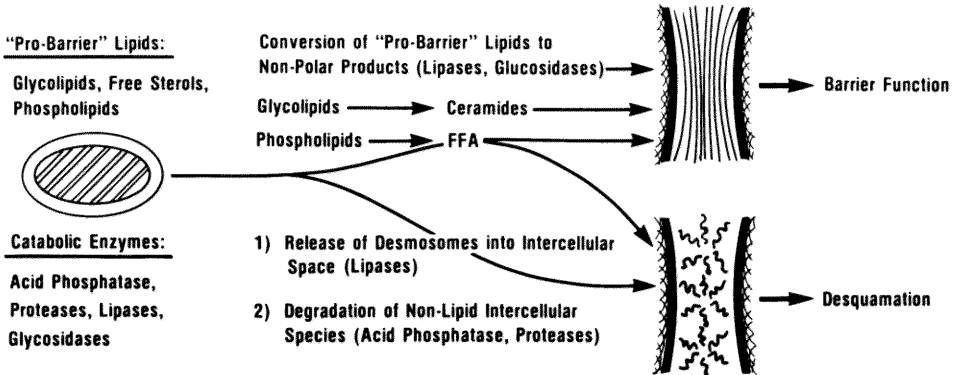 “Pro-Barrier” Lipids:
Glycolipids, Free Sterols,
Phospholipids
Catabolic Enzymes:
Acid Phosphatase,
Proteases, Lipases,
Glycosidases
Conversion of “Pro-Barrier” Lipids to
Non-Polar Products (Lipases, Glucosidases)
Glycolipids Ceramides
Phospholipids FFA
1) Release of Desmosomes into Intercellular
Space (Lipases)
2) Degradation of Non-Lipid Intercellular
Species (Acid Phosphatase, Proteases)
Barrier Function
Desquamation